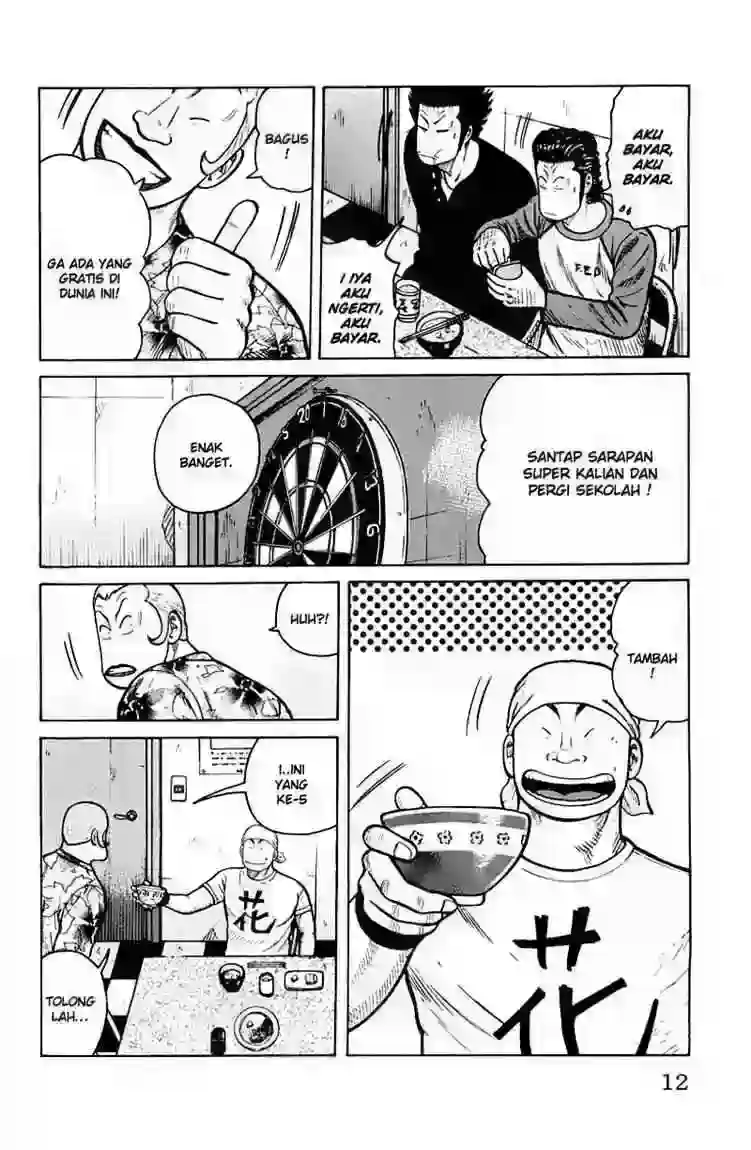 BAGUS
!
GA ADA YANG
GRATIS DI
DUNIA INI!
AKU
BAYAR,
AKU
BAYAR.
F.E.D
I IYA
AKU
NGERTI,
AKU
BAYAR.
ENAK
BANGET.
SANTAP SARAPAN
SUPER KALIAN DAN
PERGI SEKOLAH !
HUH?!
TAMBAH
!
花
I..INI
YANG
KE-5
花
TOLONG
LAH...
12